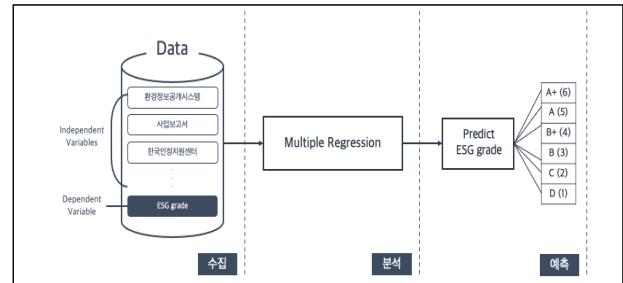 Data
환경정보공개시스템
사업보고서
한국인정지원센터
Independent
Variables
Dependent
Variable
ESG grade
Multiple Regression
Predict
ESG grade
A+ (6)
A (5)
B+ (4)
B (3)
C (2)
D (1)
수집
분석
예측